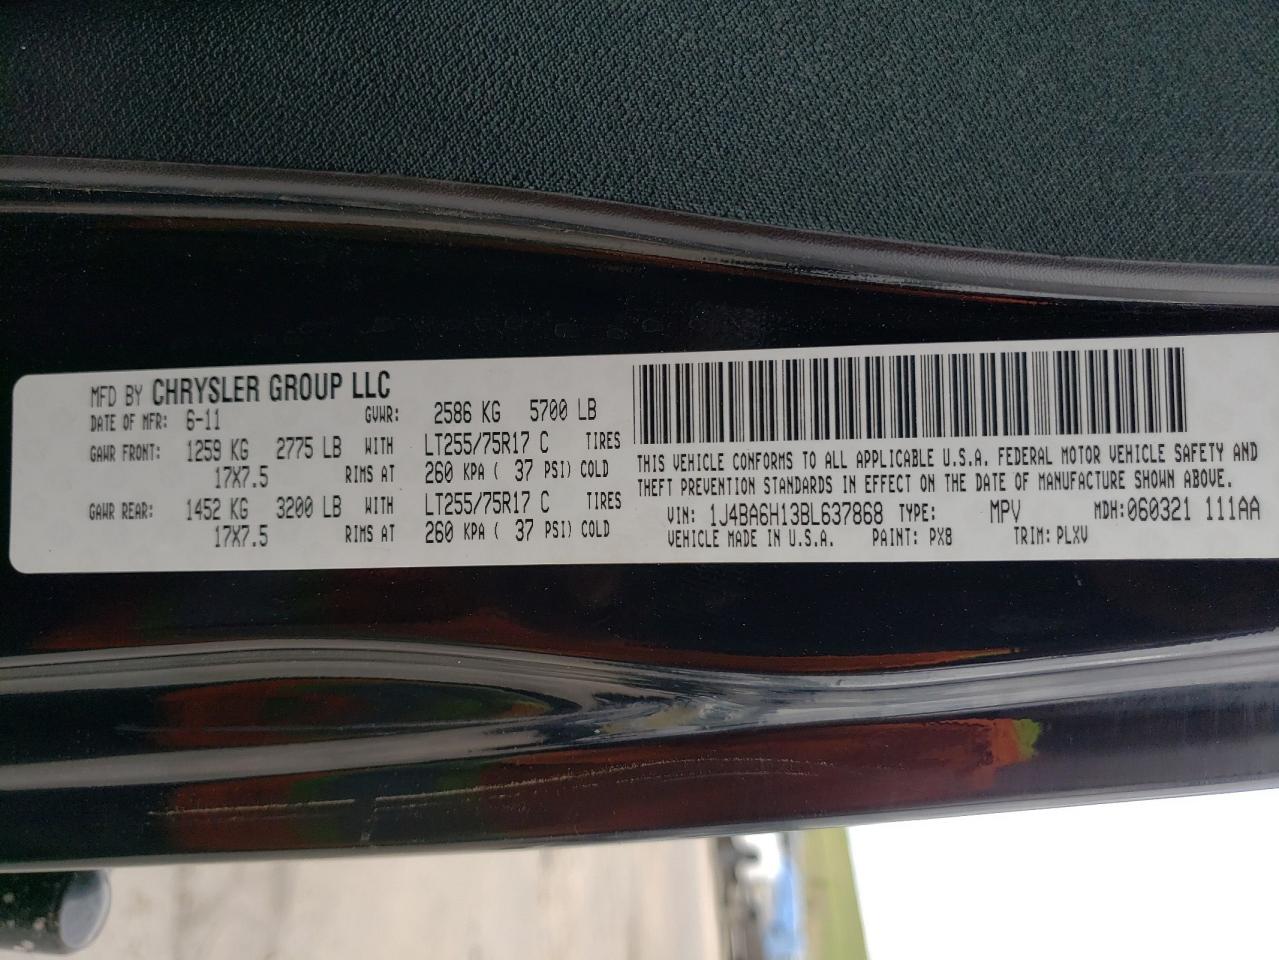 MFD BY CHRYSLER GROUP LLC
DATE OF MFR: 6-11 GVWR: 2586 KG 5700 LB
GAWR FRONT: 1259 KG 2775 LB WITH LT255/75R17 C TIRES
17X7.5 RIMS AT 260 KPA ( 37 PSI) COLD
GAWR REAR: 1452 KG 3200 LB WITH LT255/75R17 C TIRES
17X7.5 RIMS AT 260 KPA ( 37 PSI) COLD
THIS VEHICLE CONFORMS TO ALL APPLICABLE U.S.A. FEDERAL MOTOR VEHICLE SAFETY AND
THEFT PREVENTION STANDARDS IN EFFECT ON THE DATE OF MANUFACTURE SHOWN ABOVE.
VIN: 1J4BA6H13BL637868 TYPE: MPV MDH:060321 111AA
VEHICLE MADE IN U.S.A. PAINT: PX8 TRIM: PLXV